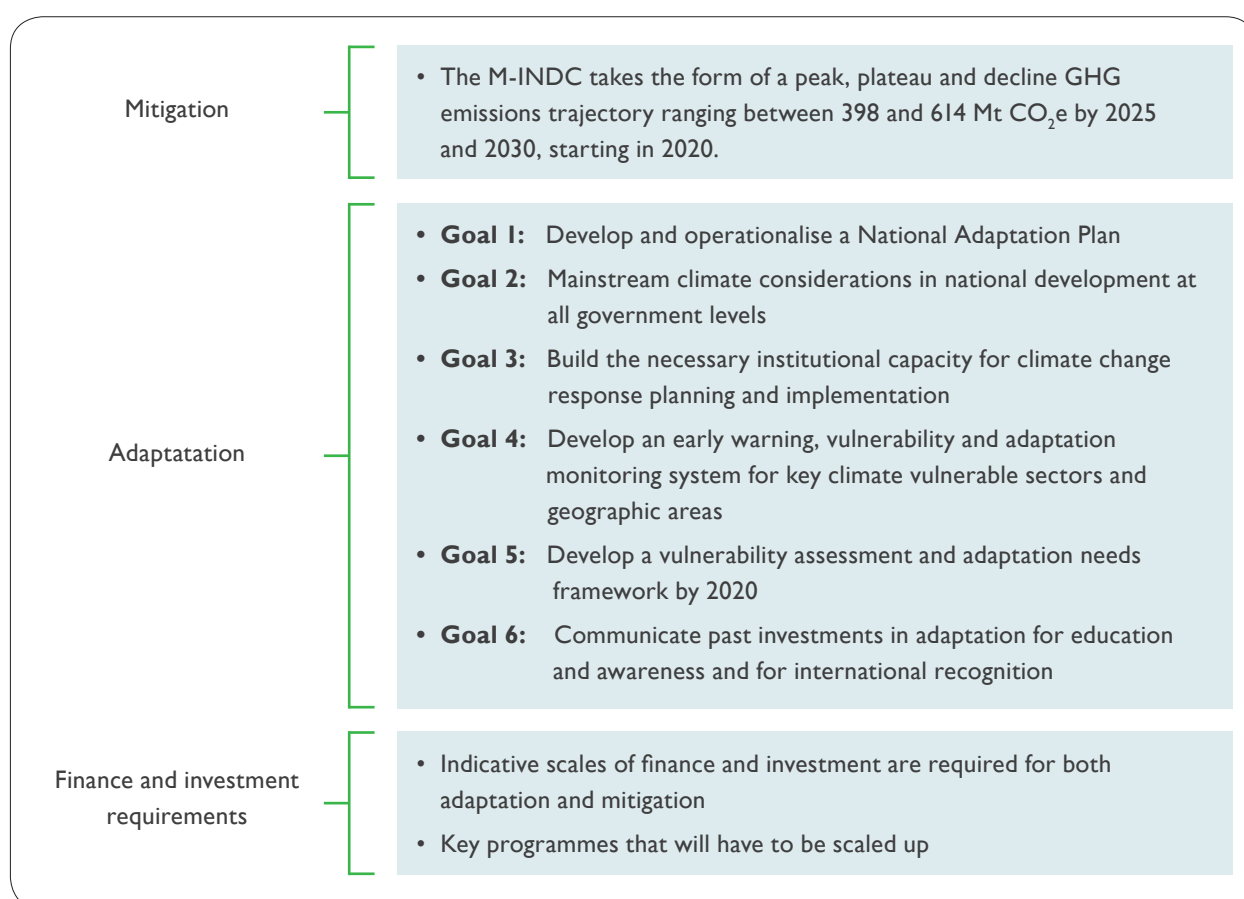 Mitigation
• The M-INDC takes the form of a peak, plateau and decline GHG
emissions trajectory ranging between 398 and 614 Mt CO₂e by 2025
and 2030, starting in 2020.
Adaptatation
• Goal 1: Develop and operationalise a National Adaptation Plan
• Goal 2: Mainstream climate considerations in national development at
all government levels
• Goal 3: Build the necessary institutional capacity for climate change
response planning and implementation
• Goal 4: Develop an early warning, vulnerability and adaptation
monitoring system for key climate vulnerable sectors and
geographic areas
• Goal 5: Develop a vulnerability assessment and adaptation needs
framework by 2020
• Goal 6: Communicate past investments in adaptation for education
and awareness and for international recognition
Finance and investment
requirements
• Indicative scales of finance and investment are required for both
adaptation and mitigation
• Key programmes that will have to be scaled up